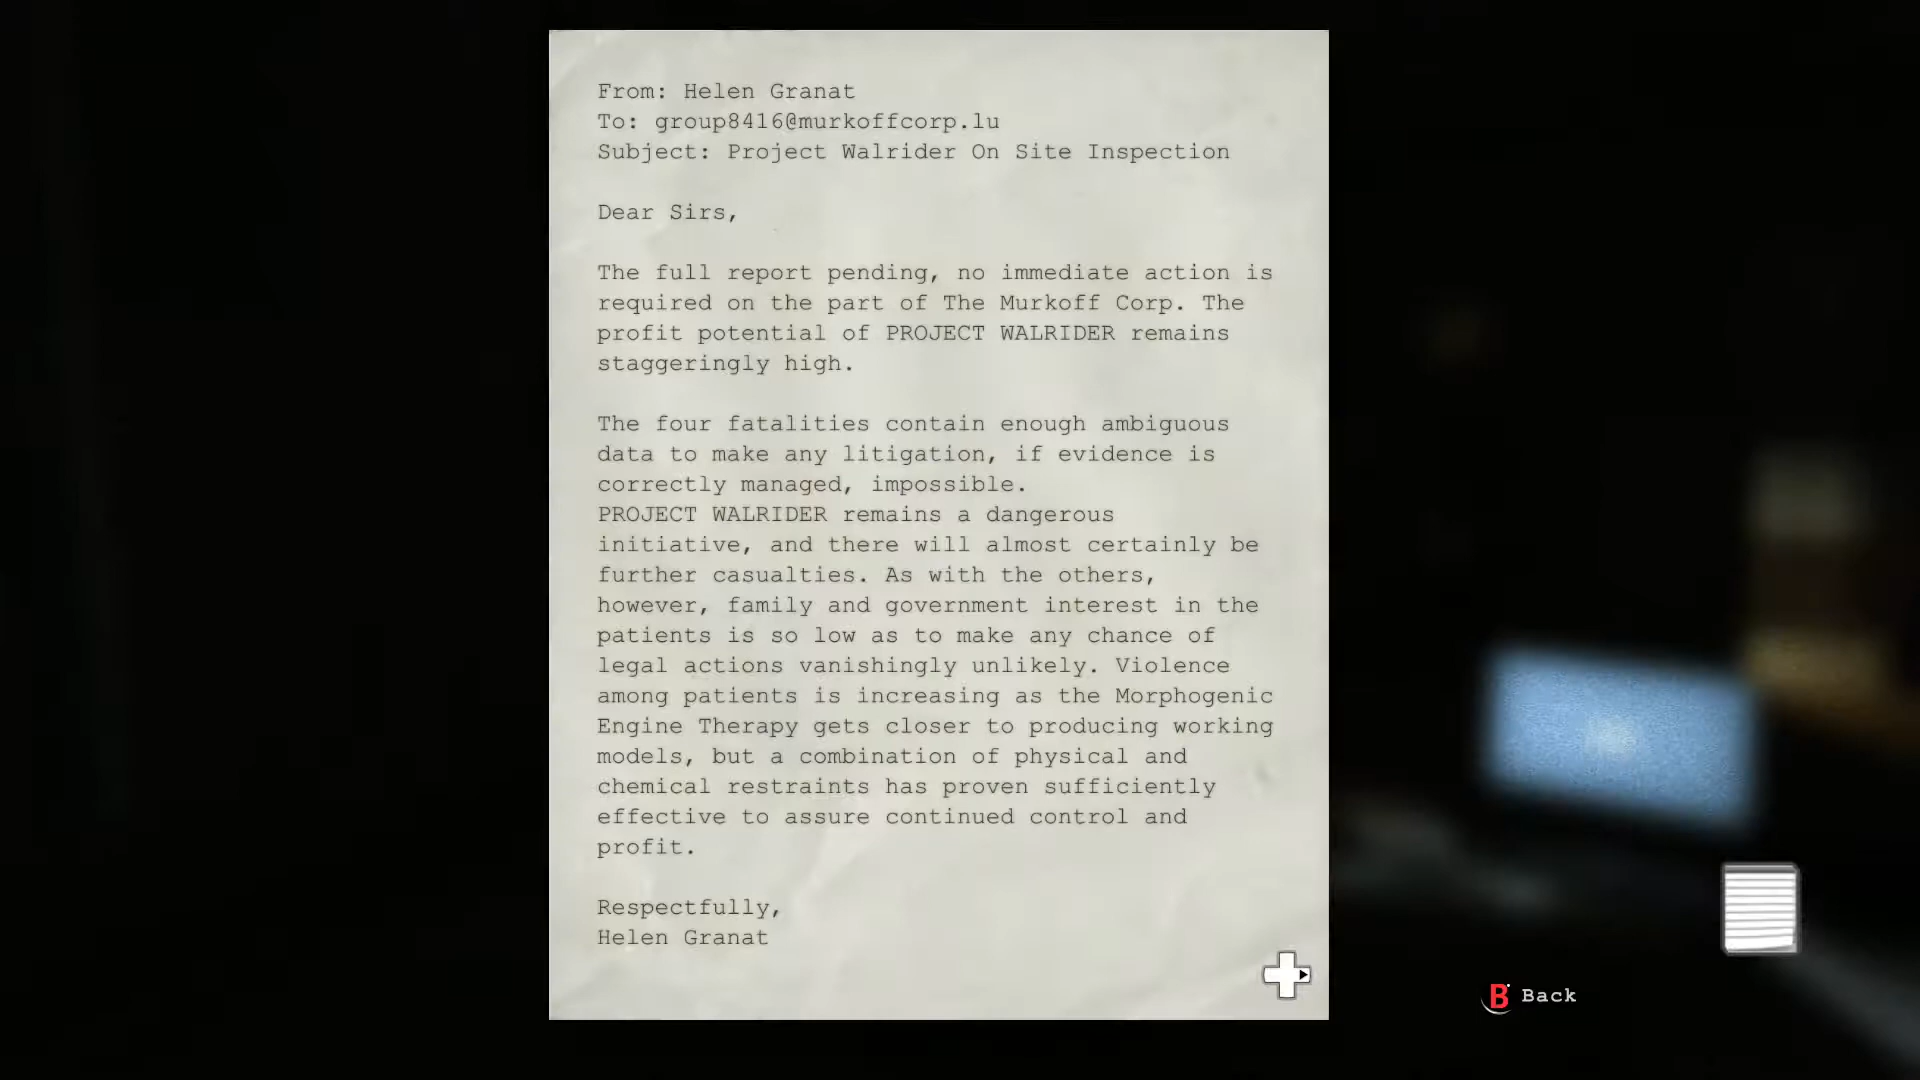 From: Helen Granat
To: group8416@murkoffcorp.lu
Subject: Project Walrider On Site Inspection
Dear Sirs,
The full report pending, no immediate action is
required on the part of The Murkoff Corp. The
profit potential of PROJECT WALRIDER remains
staggeringly high.
The four fatalities contain enough ambiguous
data to make any litigation, if evidence is
correctly managed, impossible.
PROJECT WALRIDER remains a dangerous
initiative, and there will almost certainly be
further casualties. As with the others,
however, family and government interest in the
patients is so low as to make any chance of
legal actions vanishingly unlikely. Violence
among patients is increasing as the Morphogenic
Engine Therapy gets closer to producing working
models, but a combination of physical and
chemical restraints has proven sufficiently
effective to assure continued control and
profit.
Respectfully,
Helen Granat
B Back